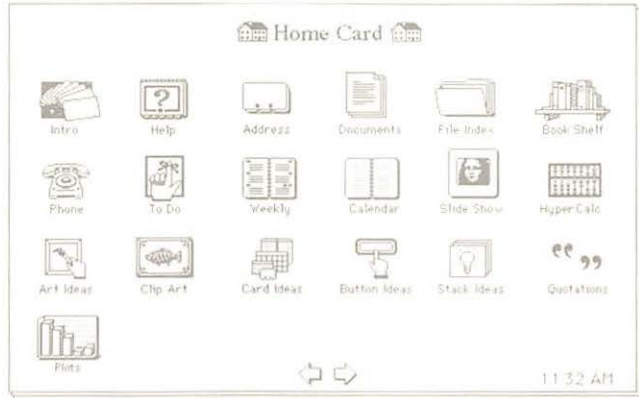 Home Card
Intro Help Address Documents File Index Book Shelf
?
Phone To Do Weekly Calendar Slide Show HyperCalc
Art Ideas Clip Art Card Ideas Button Ideas Stack Ideas Quotations
Plots
11:32 AM